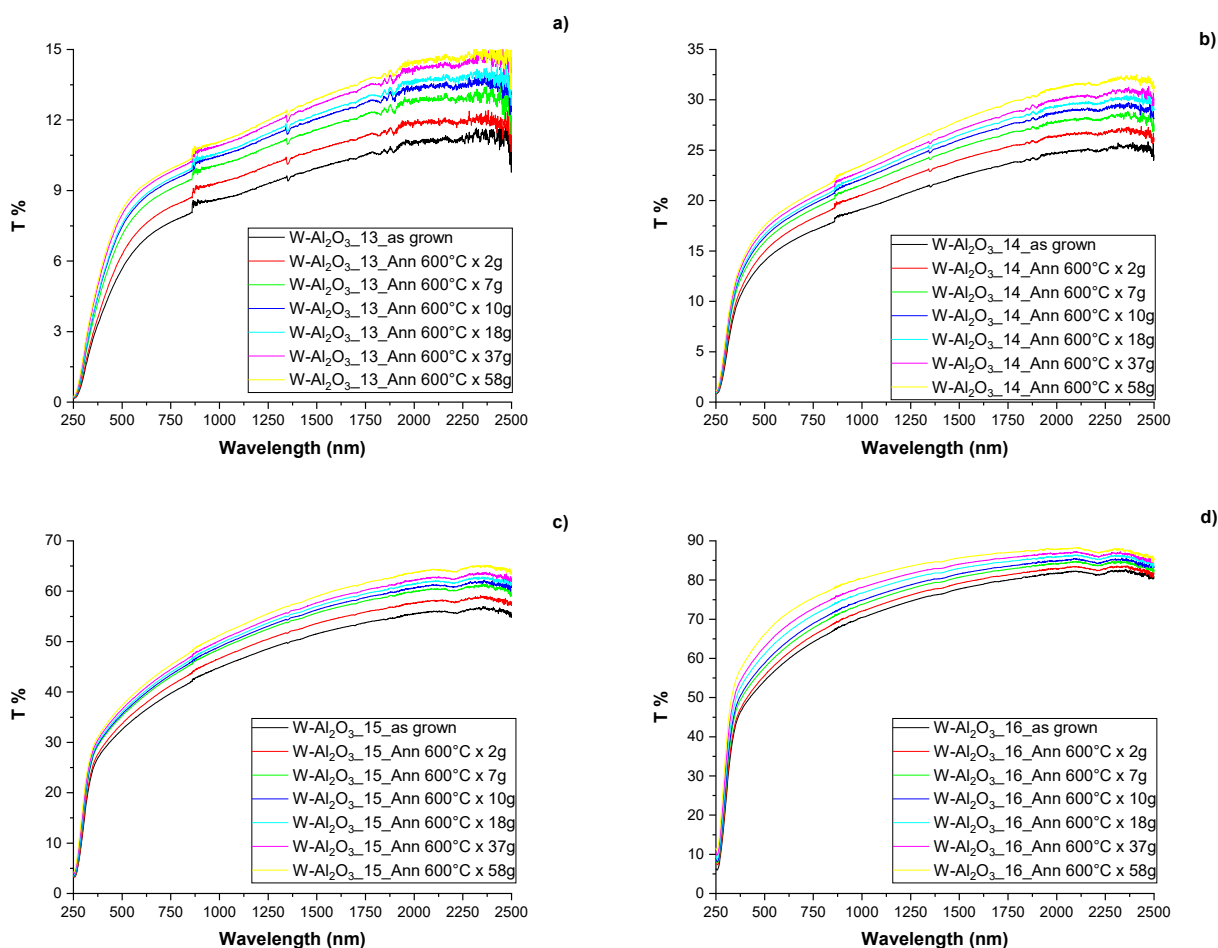 a)
15
12
9
6
3
0
T %
W-Al₂O₃_13_as grown
W-Al₂O₃_13_Ann 600°C x 2g
W-Al₂O₃_13_Ann 600°C x 7g
W-Al₂O₃_13_Ann 600°C x 10g
W-Al₂O₃_13_Ann 600°C x 18g
W-Al₂O₃_13_Ann 600°C x 37g
W-Al₂O₃_13_Ann 600°C x 58g
250 500 750 1000 1250 1500 1750 2000 2250 2500
Wavelength (nm)
b)
35
30
25
20
15
10
5
0
T %
W-Al₂O₃_14_as grown
W-Al₂O₃_14_Ann 600°C x 2g
W-Al₂O₃_14_Ann 600°C x 7g
W-Al₂O₃_14_Ann 600°C x 10g
W-Al₂O₃_14_Ann 600°C x 18g
W-Al₂O₃_14_Ann 600°C x 37g
W-Al₂O₃_14_Ann 600°C x 58g
250 500 750 1000 1250 1500 1750 2000 2250 2500
Wavelength (nm)
c)
70
60
50
40
30
20
10
0
T %
W-Al₂O₃_15_as grown
W-Al₂O₃_15_Ann 600°C x 2g
W-Al₂O₃_15_Ann 600°C x 7g
W-Al₂O₃_15_Ann 600°C x 10g
W-Al₂O₃_15_Ann 600°C x 18g
W-Al₂O₃_15_Ann 600°C x 37g
W-Al₂O₃_15_Ann 600°C x 58g
250 500 750 1000 1250 1500 1750 2000 2250 2500
Wavelength (nm)
d)
90
80
70
60
50
40
30
20
10
0
T %
W-Al₂O₃_16_as grown
W-Al₂O₃_16_Ann 600°C x 2g
W-Al₂O₃_16_Ann 600°C x 7g
W-Al₂O₃_16_Ann 600°C x 10g
W-Al₂O₃_16_Ann 600°C x 18g
W-Al₂O₃_16_Ann 600°C x 37g
W-Al₂O₃_16_Ann 600°C x 58g
250 500 750 1000 1250 1500 1750 2000 2250 2500
Wavelength (nm)